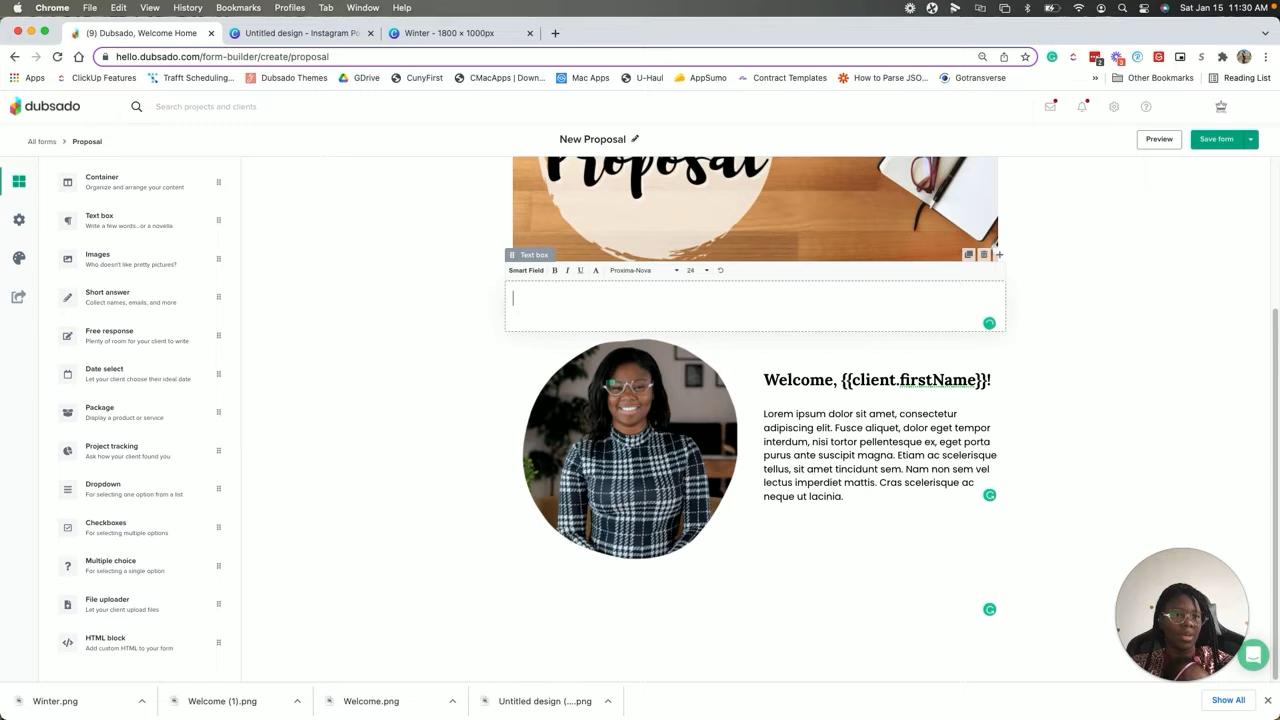 Chrome File Edit View History Bookmarks Profiles Tab Window Help
Sat Jan 15 11:30 AM
(9) Dubsado, Welcome Home
Untitled design - Instagram Po
Winter - 1800 x 1000px
hello.dubsado.com/form-builder/create/proposal
Apps
ClickUp Features
Trafft Scheduling...
Dubsado Themes
GDrive
CunyFirst
CMacApps | Down...
Mac Apps
U-Haul
AppSumo
Contract Templates
How to Parse JSO...
Gotranverse
»
Other Bookmarks
Reading List
dubsado
Search projects and clients
All forms > Proposal
New Proposal
Preview
Save form
Container
Organize and arrange your content
Text box
Write a few words...or a novella
Images
Who doesn't like pretty pictures?
Short answer
Collect names, emails, and more
Free response
Plenty of room for your client to write
Date select
Let your client choose their ideal date
Package
Display a product or service
Project tracking
Ask how your client found you
Dropdown
For selecting one option from a list
Checkboxes
For selecting multiple options
Multiple choice
For selecting a single option
File uploader
Let your client upload files
HTML block
Add custom HTML to your form
Proposal
Text box
Smart Field B I U A Proxima-Nova 24
Welcome, {{client.firstName}}!
Lorem ipsum dolor sit amet, consectetur
adipiscing elit. Fusce aliquet, dolor eget tempor
interdum, tortor tortor pellentesque ex, eget porta
purus nisl suscipit magna. Etiam ac scelerisque
tellus, sit amet tincidunt sem. Nam non sem vel
lectus imperdiet mattis. Cras scelerisque ac
neque ut lacinia.
Winter.png
Welcome (1).png
Welcome.png
Untitled design (....png
Show All